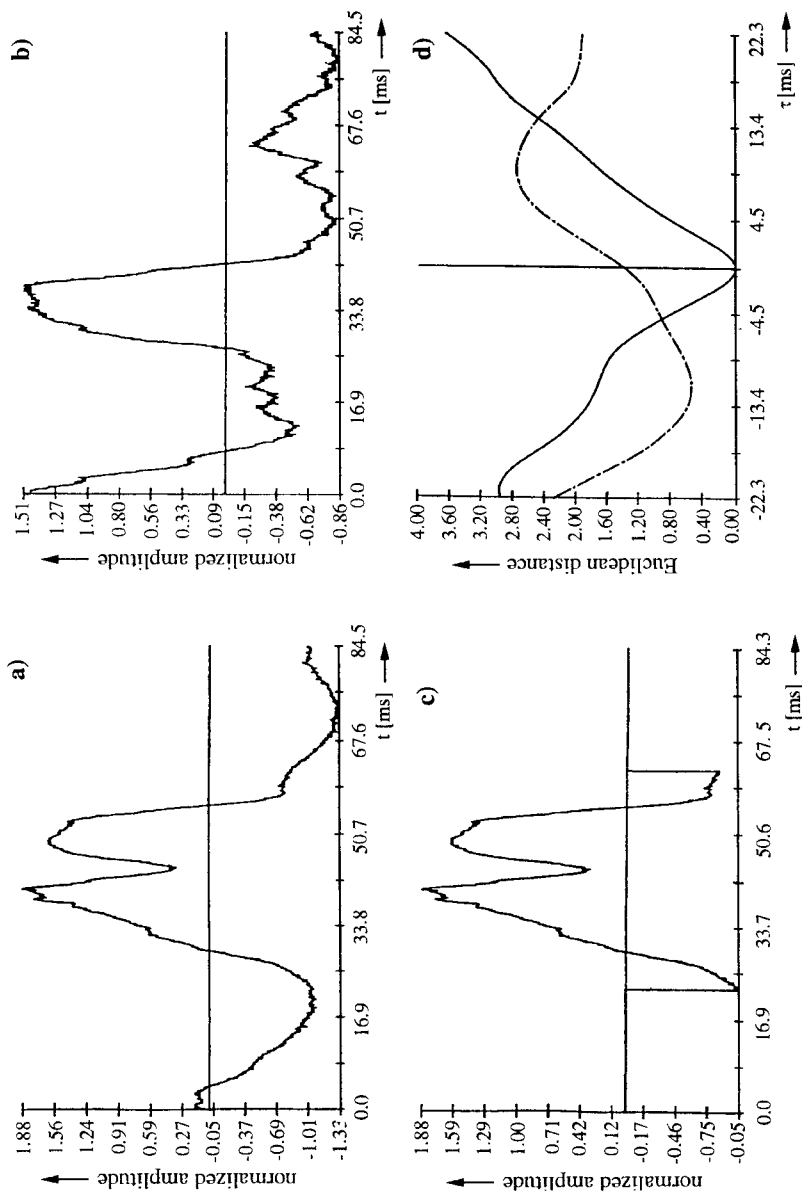 a)
normalized amplitude
1.88
1.56
1.24
0.91
0.59
0.27
-0.05
-0.37
-0.69
-1.01
-1.33
0.0 16.9 33.8 50.7 67.6 84.5
t [ms]
b)
normalized amplitude
1.51
1.27
1.04
0.80
0.56
0.33
0.09
-0.15
-0.38
-0.62
-0.86
0.0 16.9 33.8 50.7 67.6 84.5
t [ms]
c)
normalized amplitude
1.88
1.59
1.29
1.00
0.71
0.42
0.12
-0.17
-0.46
-0.75
-0.05
0.0 16.9 33.7 50.6 67.5 84.3
t [ms]
d)
Euclidean distance
4.00
3.60
3.20
2.80
2.40
2.00
1.60
1.20
0.80
0.40
0.00
-22.3 -13.4 -4.5 4.5 13.4 22.3
τ [ms]